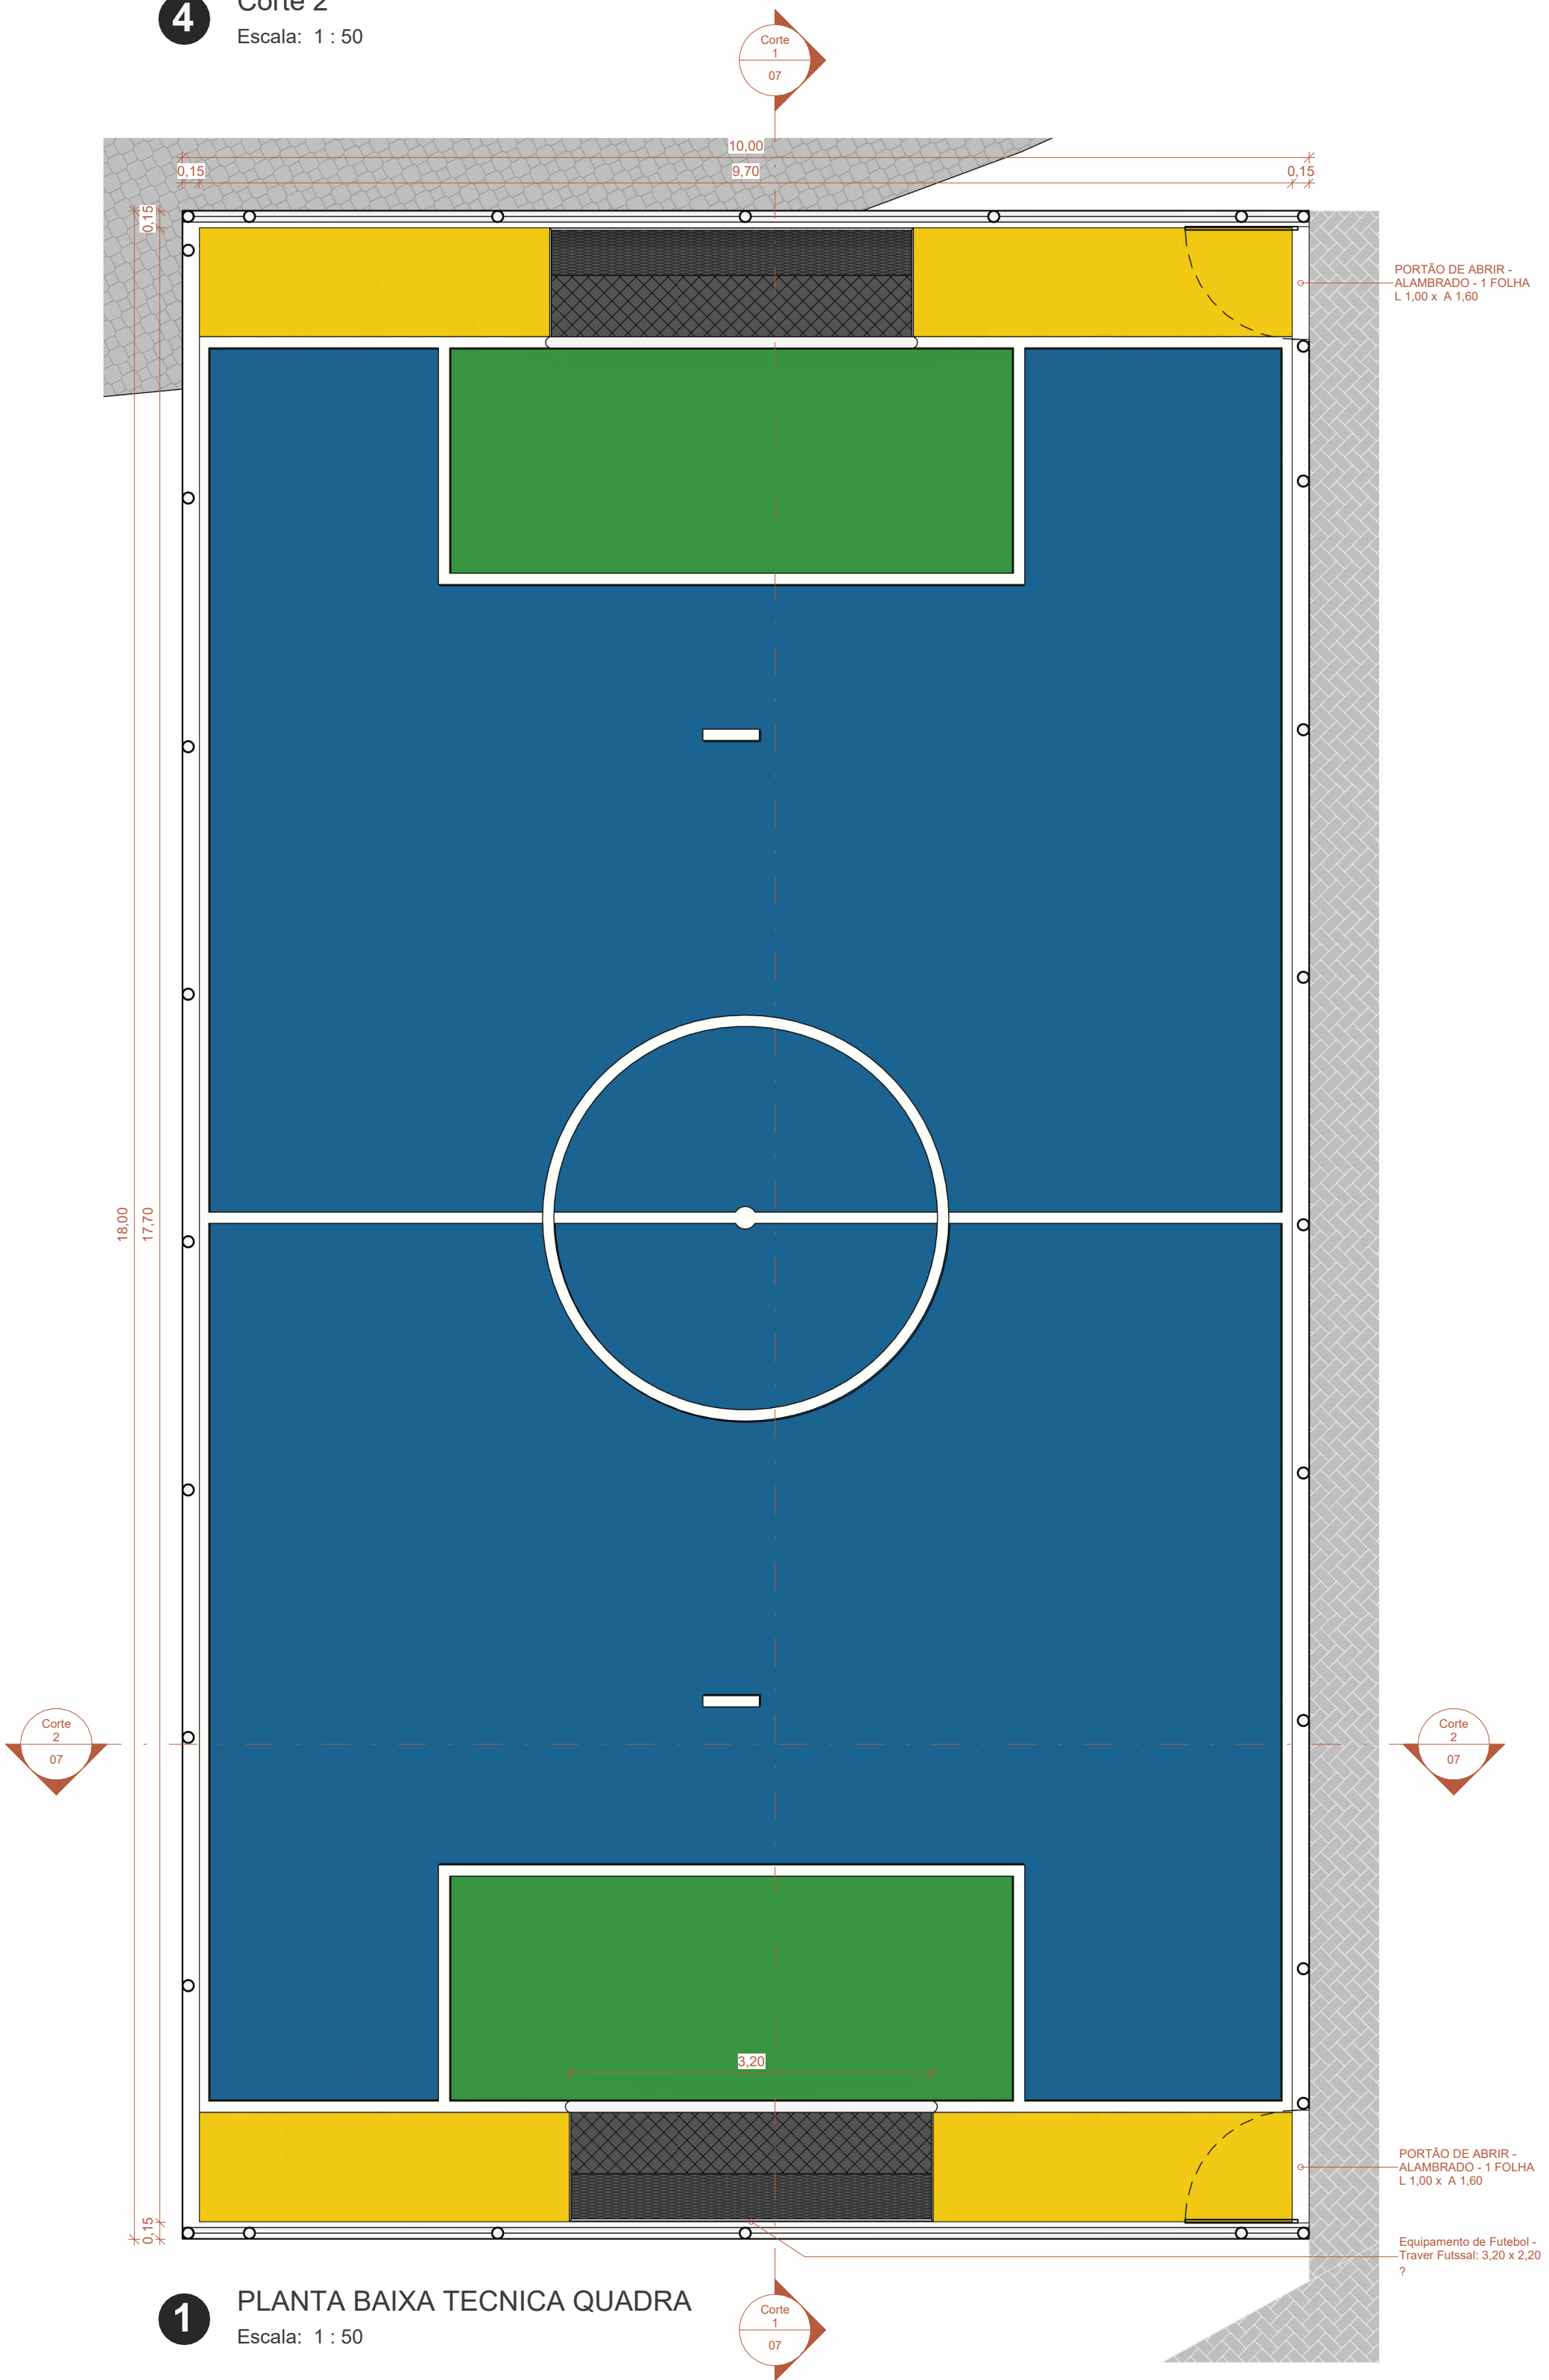 4
Corte 2
Escala: 1 : 50
Corte
1
07
10,00
0,15
9,70
0,15
0,15
PORTÃO DE ABRIR -
ALAMBRADO - 1 FOLHA
L 1,00 x A 1,60
18,00
17,70
Corte
2
07
Corte
2
07
3,20
0,15
PORTÃO DE ABRIR -
ALAMBRADO - 1 FOLHA
L 1,00 x A 1,60
Equipamento de Futebol -
Traver Futssal: 3,20 x 2,20
?
1
PLANTA BAIXA TECNICA QUADRA
Escala: 1 : 50
Corte
1
07